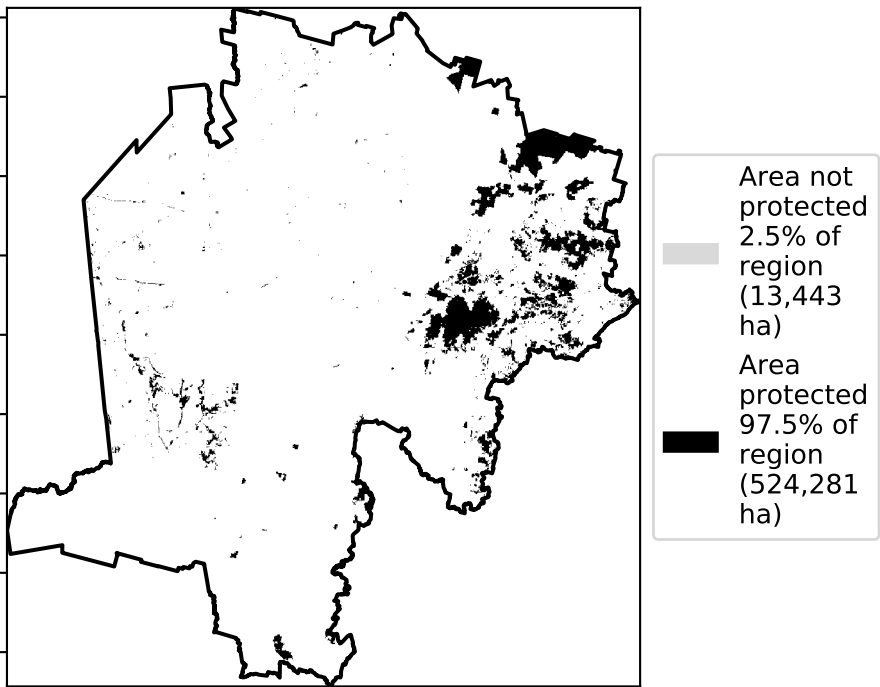 Area not
protected
2.5% of
region
(13,443
ha)
Area
protected
97.5% of
region
(524,281
ha)